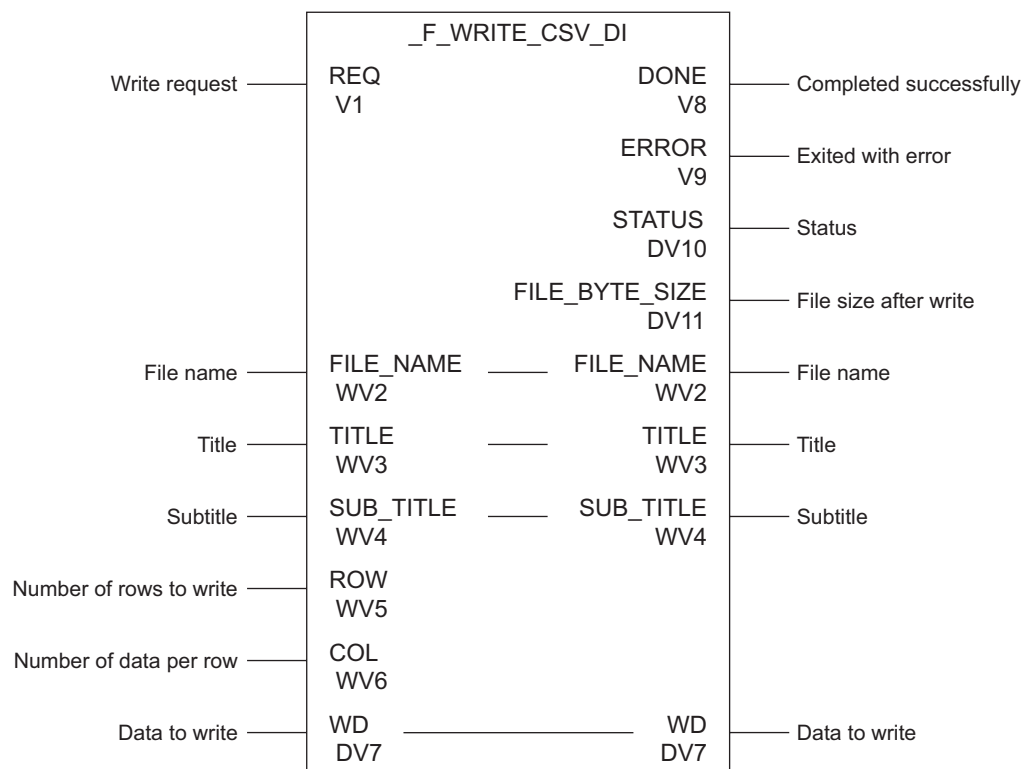 _F_WRITE_CSV_DI
Write request REQ DONE Completed successfully
V1 V8
ERROR Exited with error
V9
STATUS Status
DV10
FILE_BYTE_SIZE File size after write
DV11
File name FILE_NAME FILE_NAME File name
WV2 WV2
Title TITLE TITLE Title
WV3 WV3
Subtitle SUB_TITLE SUB_TITLE Subtitle
WV4 WV4
Number of rows to write ROW
WV5
Number of data per row COL
WV6
Data to write WD WD Data to write
DV7 DV7